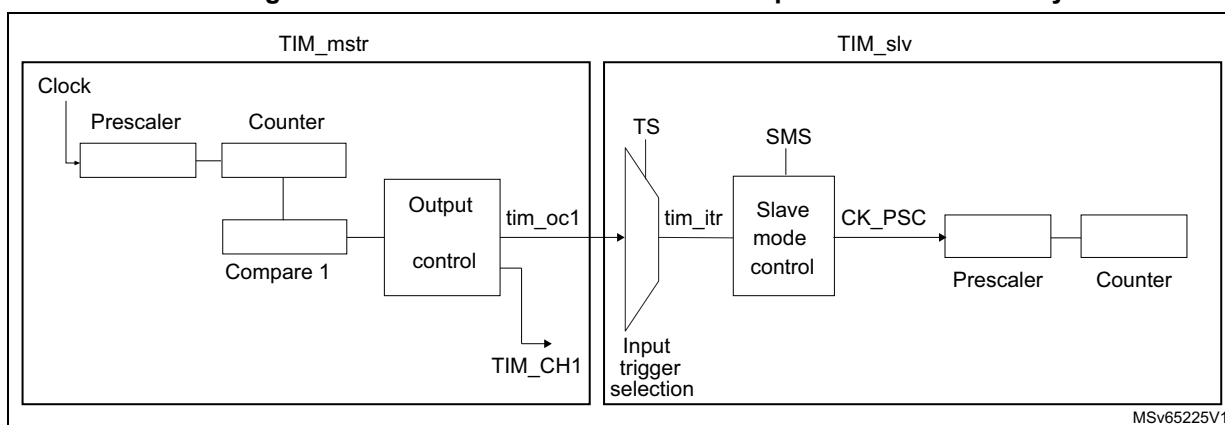 TIM_mstr
TIM_slv
Clock
Prescaler
Counter
Compare 1
Output
control
tim_oc1
TIM_CH1
TS
Input
trigger
selection
tim_itr
SMS
Slave
mode
control
CK_PSC
Prescaler
Counter
MSv65225V1